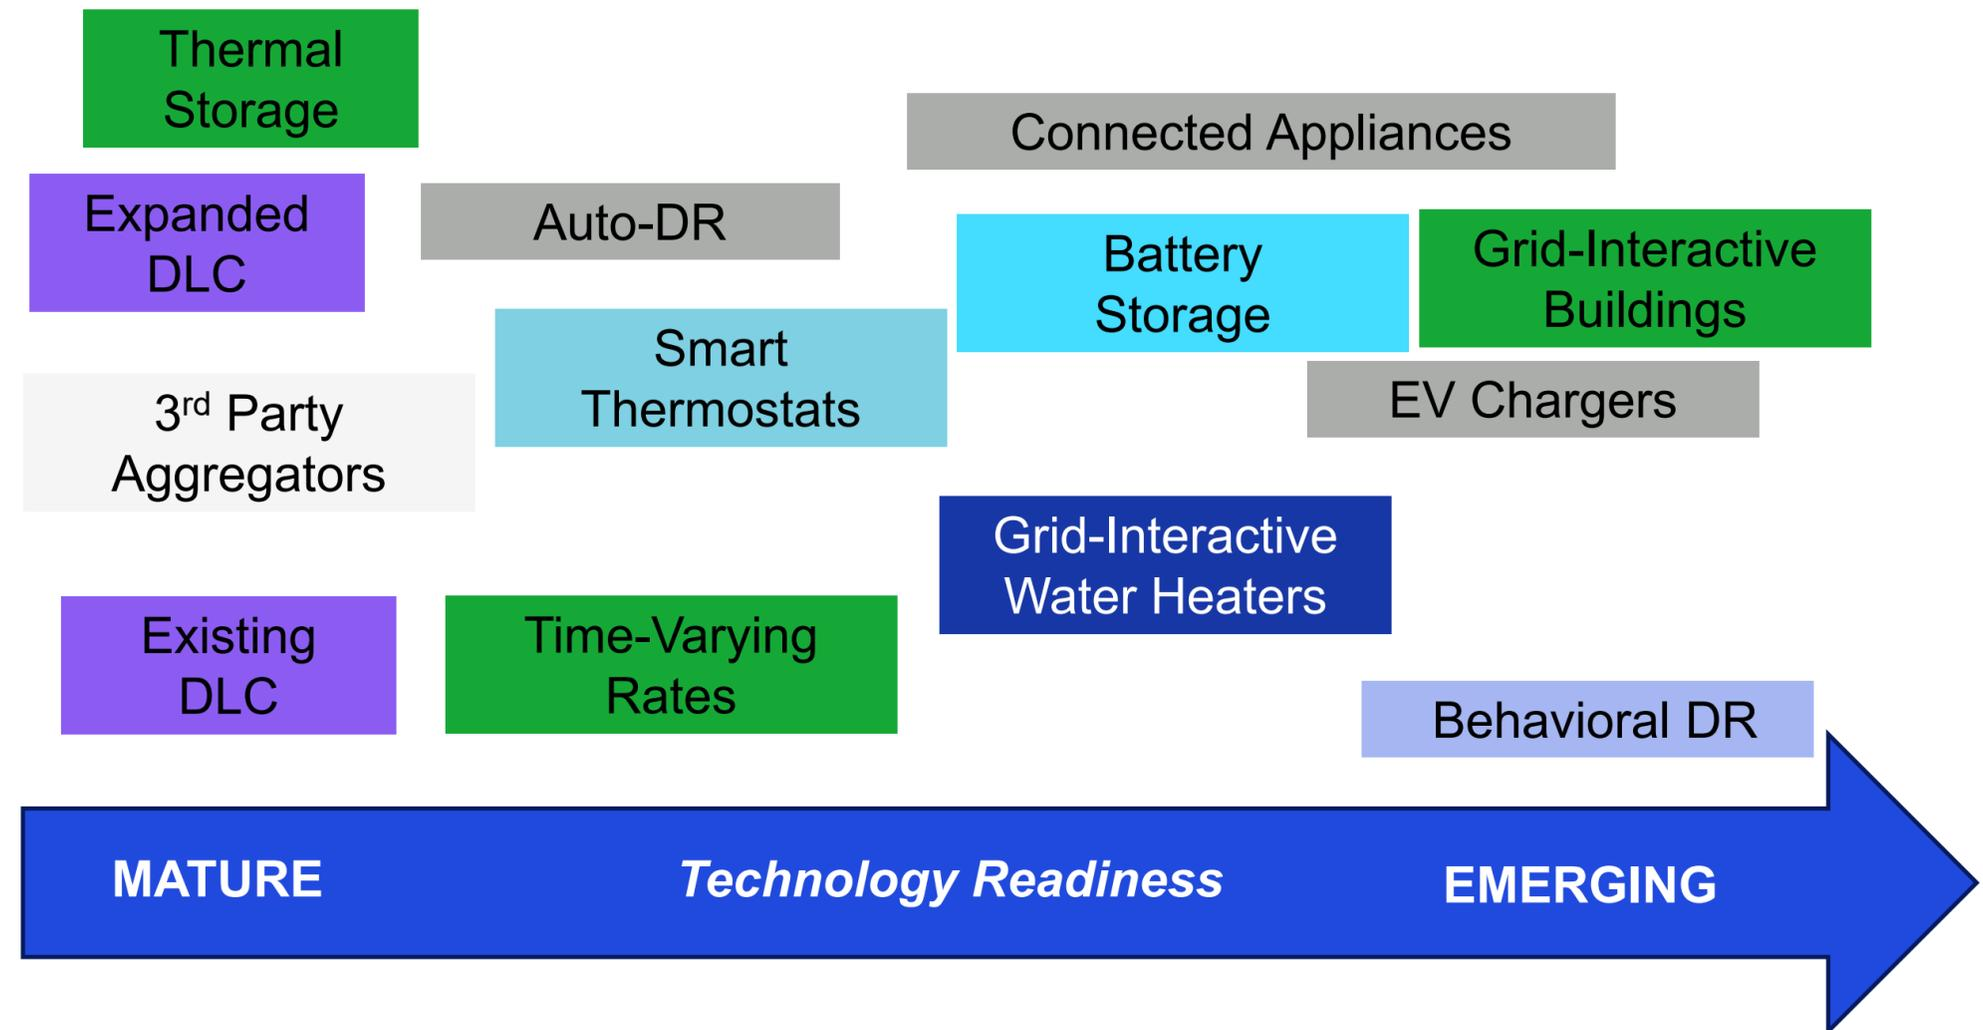 Thermal
Storage
Connected Appliances
Expanded
DLC
Auto-DR
Battery
Storage
Grid-Interactive
Buildings
Smart
Thermostats
3rd Party
Aggregators
EV Chargers
Grid-Interactive
Water Heaters
Existing
DLC
Time-Varying
Rates
Behavioral DR
MATURE
Technology Readiness
EMERGING